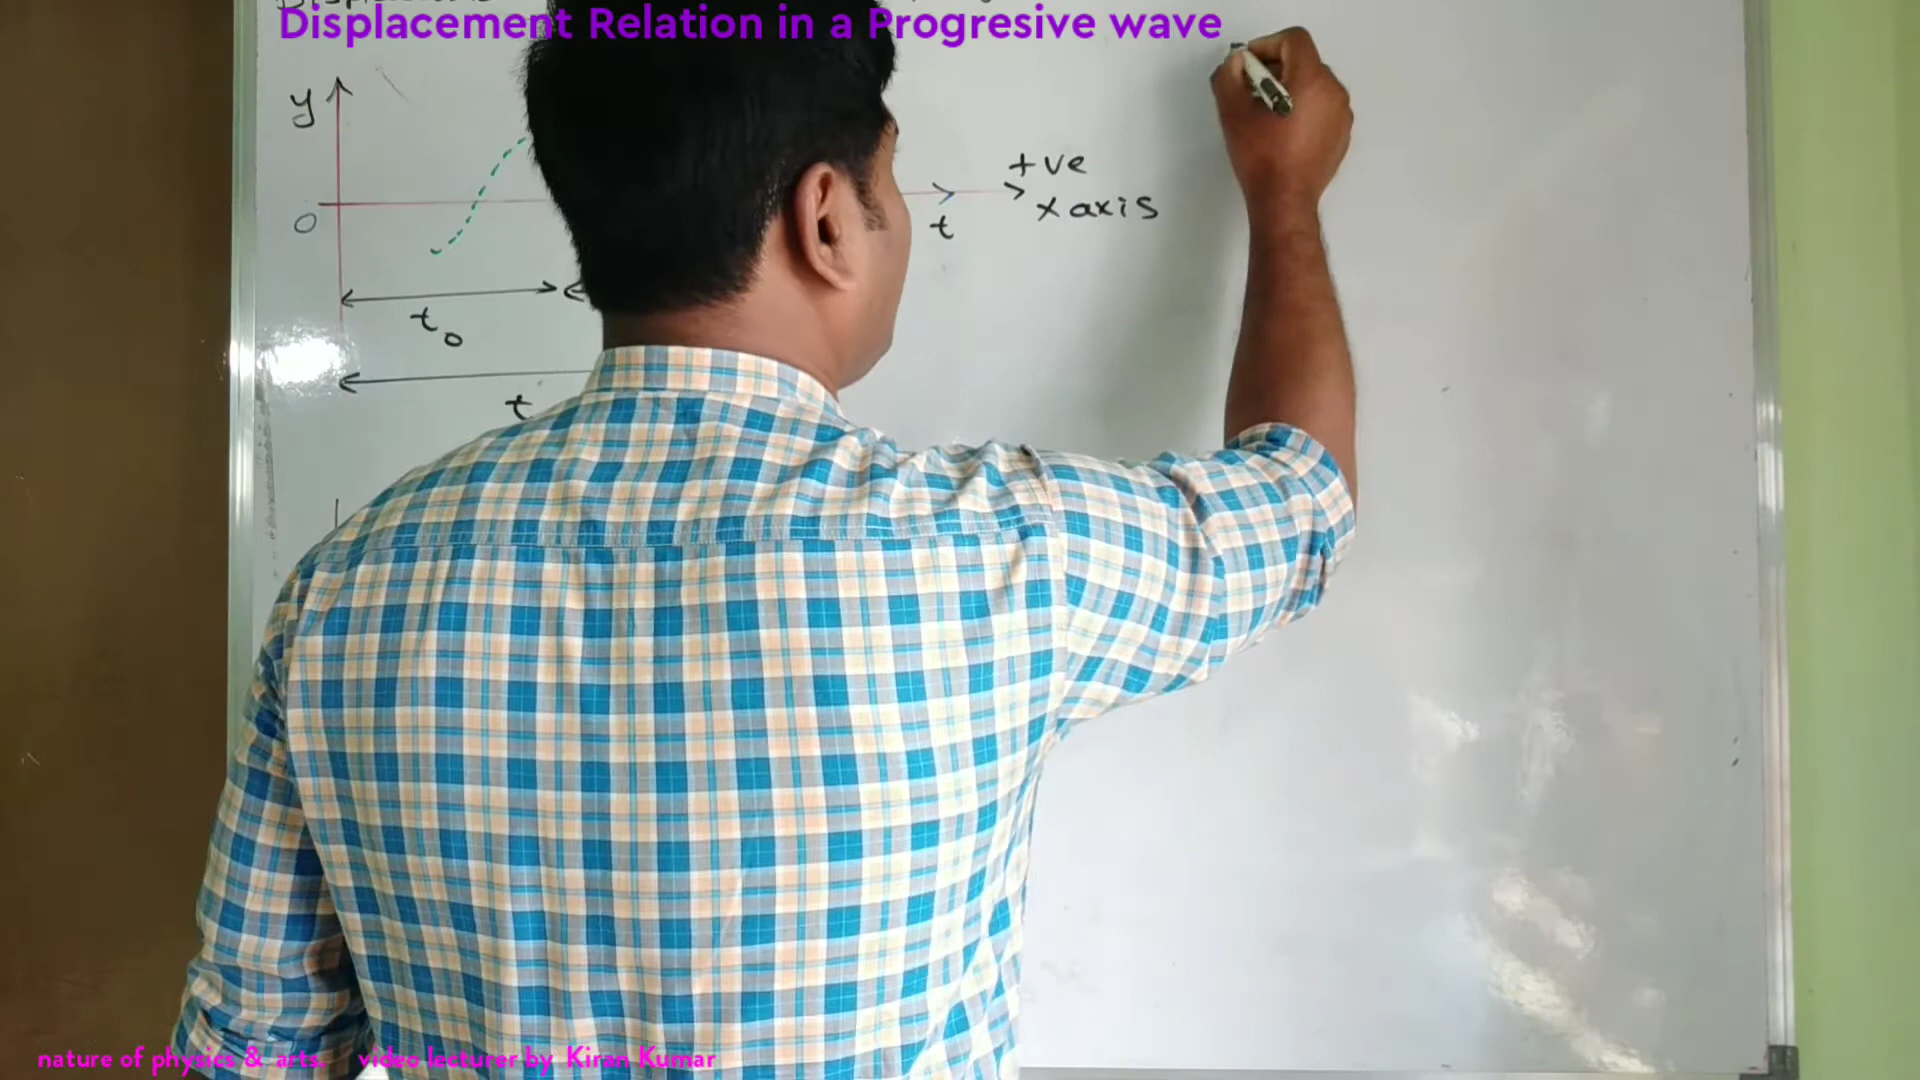 Displacement Relation in a Progresive wave
y
+ve
x axis
t
O
t₀
t
nature of physics & arts. video lecturer by Kiran Kumar